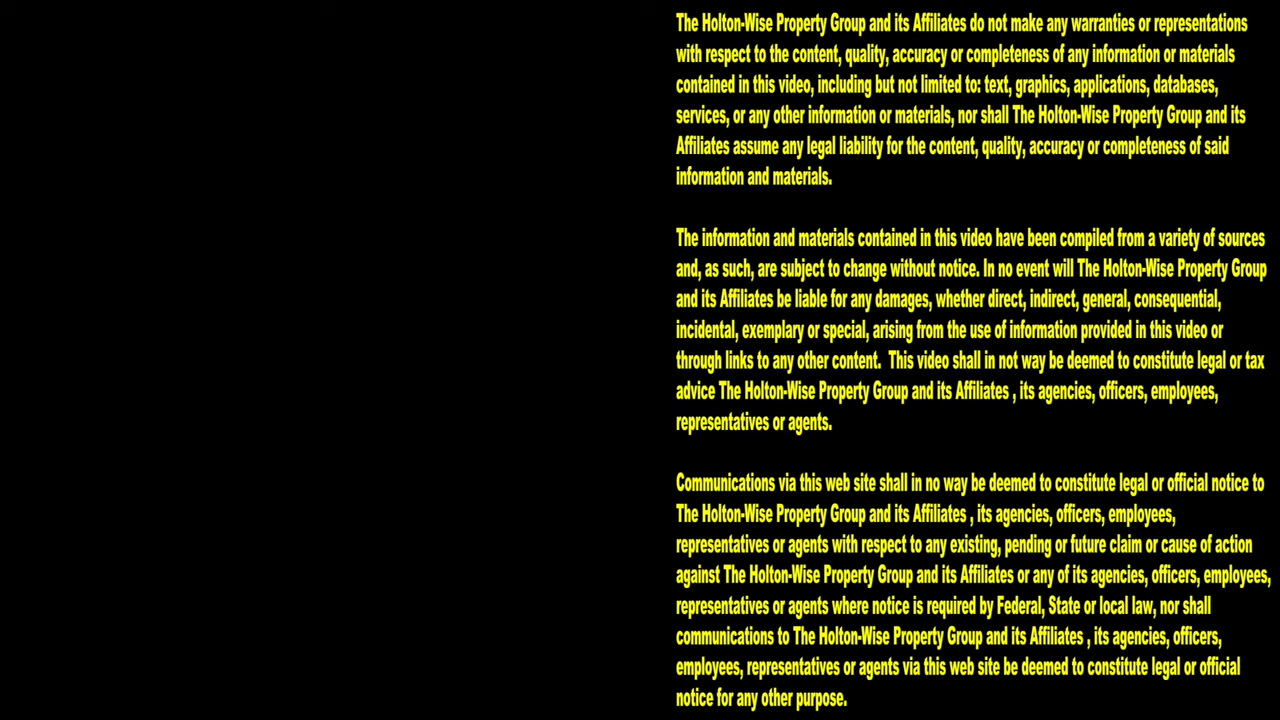 The Holton-Wise Property Group and its Affiliates do not make any warranties or representations
with respect to the content, quality, accuracy or completeness of any information or materials
contained in this video, including but not limited to: text, graphics, applications, databases,
services, or any other information or materials, nor shall The Holton-Wise Property Group and its
Affiliates assume any legal liability for the content, quality, accuracy or completeness of said
information and materials.
The information and materials contained in this video have been compiled from a variety of sources
and, as such, are subject to change without notice. In no event will The Holton-Wise Property Group
and its Affiliates be liable for any damages, whether direct, indirect, general, consequential,
incidental, exemplary or special, arising from the use of information provided in this video or
through links to any other content.  This video shall in not way be deemed to constitute legal or tax
advice The Holton-Wise Property Group and its Affiliates , its agencies, officers, employees,
representatives or agents.
Communications via this web site shall in no way be deemed to constitute legal or official notice to
The Holton-Wise Property Group and its Affiliates , its agencies, officers, employees,
representatives or agents with respect to any existing, pending or future claim or cause of action
against The Holton-Wise Property Group and its Affiliates or any of its agencies, officers, employees,
representatives or agents where notice is required by Federal, State or local law, nor shall
communications to The Holton-Wise Property Group and its Affiliates , its agencies, officers,
employees, representatives or agents via this web site be deemed to constitute legal or official
notice for any other purpose.